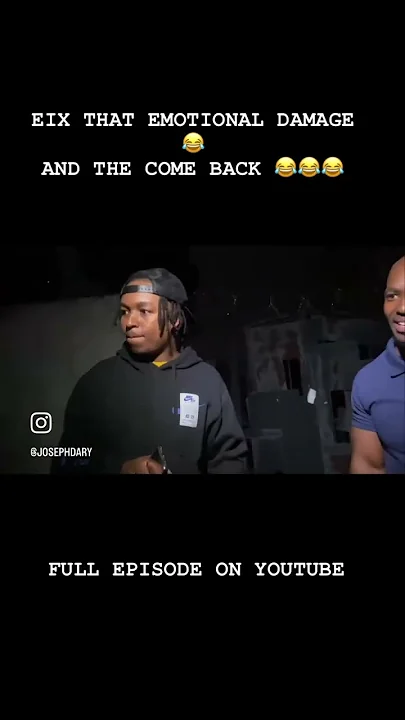 EIX THAT EMOTIONAL DAMAGE
😂
AND THE COME BACK 😂😂😂
@JOSEPHDARY
FULL EPISODE ON YOUTUBE